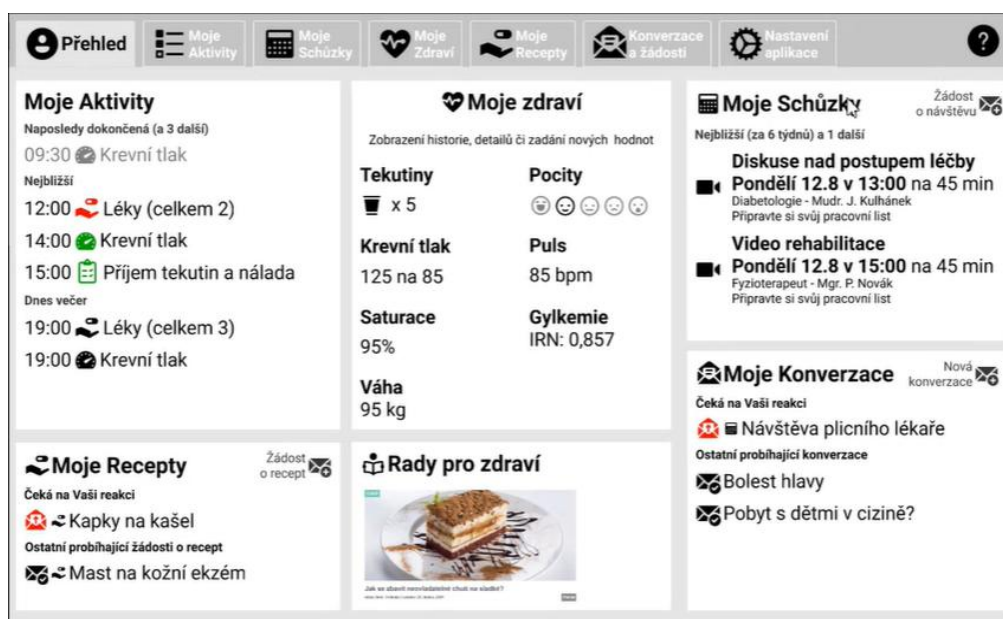 Přehled
Moje
Aktivity
Moje
Schůzky
Moje
Zdraví
Moje
Recepty
Konverzace
a žádosti
Nastavení
aplikace
?
Moje Aktivity
Naposledy dokončená (a 3 další)
09:30 Krevní tlak
Nejbližší
12:00 Léky (celkem 2)
14:00 Krevní tlak
15:00 Příjem tekutin a nálada
Dnes večer
19:00 Léky (celkem 3)
19:00 Krevní tlak
Moje zdraví
Zobrazení historie, detailů či zadání nových hodnot
Tekutiny
x 5
Pocity
Krevní tlak
125 na 85
Puls
85 bpm
Saturace
95%
Gylkemie
IRN: 0,857
Váha
95 kg
Moje Schůzky
Žádost
o návštěvu
Nejbližší (za 6 týdnů) a 1 další
Diskuse nad postupem léčby
Pondělí 12.8 v 13:00 na 45 min
Diabetologie - Mudr. J. Kulhánek
Připravte si svůj pracovní list
Video rehabilitace
Pondělí 12.8 v 15:00 na 45 min
Fyzioterapeut - Mgr. P. Novák
Připravte si svůj pracovní list
Moje Recepty
Žádost
o recept
Čeká na Vaši reakci
Kapky na kašel
Ostatní probíhající žádosti o recept
Mast na kožní ekzém
Rady pro zdraví
Jak se zbavit neovladatelné chuti na sladké?
Moje Konverzace
Nová
konverzace
Čeká na Vaši reakci
Návštěva plicního lékaře
Ostatní probíhající konverzace
Bolest hlavy
Pobyt s dětmi v cizině?